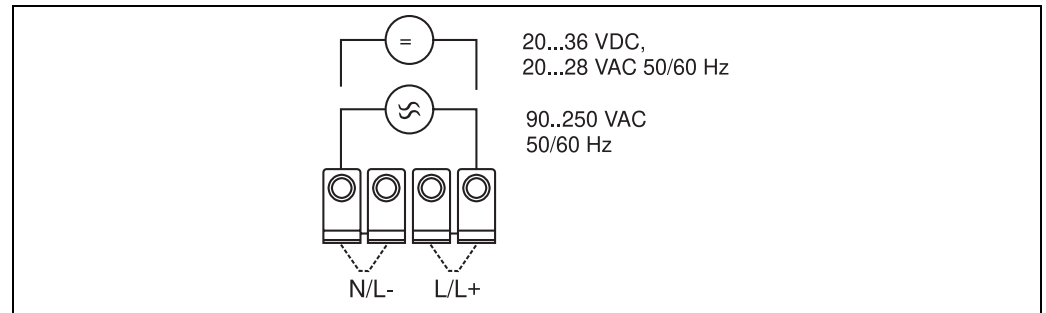 =
20...36 VDC,
20...28 VAC 50/60 Hz
90..250 VAC
50/60 Hz
N/L- L/L+